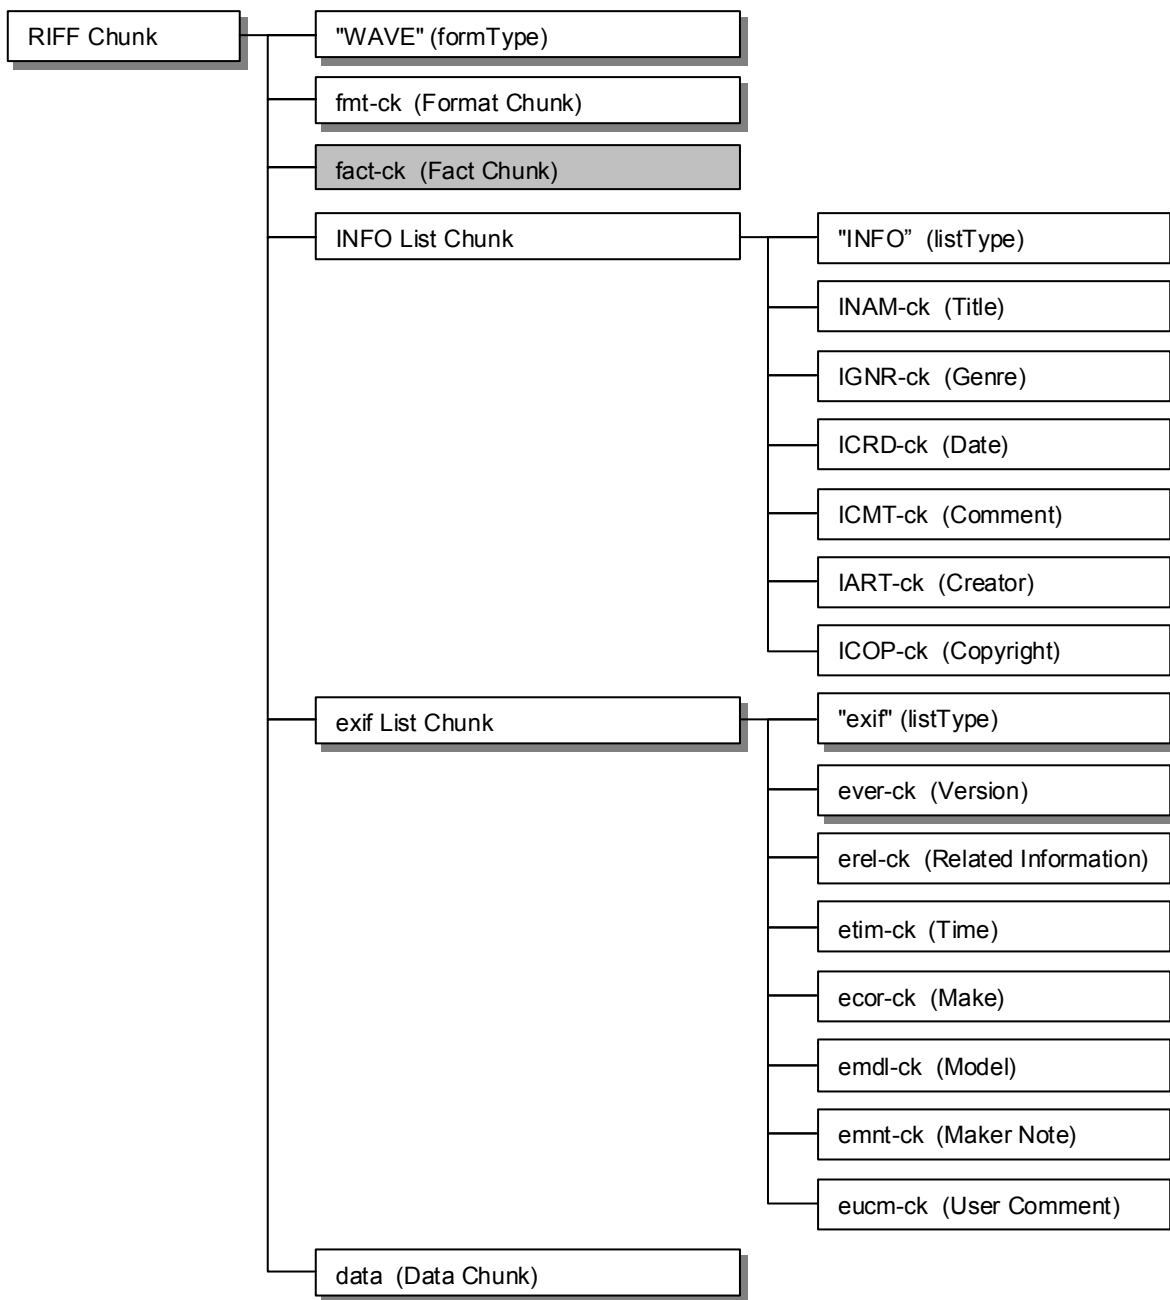 RIFF Chunk
"WAVE" (formType)
fmt-ck (Format Chunk)
fact-ck (Fact Chunk)
INFO List Chunk
"INFO” (listType)
INAM-ck (Title)
IGNR-ck (Genre)
ICRD-ck (Date)
ICMT-ck (Comment)
IART-ck (Creator)
ICOP-ck (Copyright)
exif List Chunk
"exif" (listType)
ever-ck (Version)
erel-ck (Related Information)
etim-ck (Time)
ecor-ck (Make)
emdl-ck (Model)
emnt-ck (Maker Note)
eucm-ck (User Comment)
data (Data Chunk)